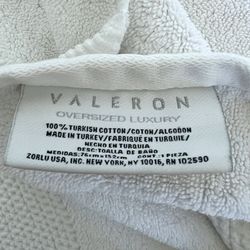 VALERON
OVERSIZED LUXURY
100% TURKISH COTTON/COTON/ALGODON
MADE IN TURKEY/FABRIQUÉ EN TURQUIE/
HECHO EN TURQUIA
DESC:TOALLA DE BAÑO
MEDIDAS:76cm×152cm CONT:1 PIEZA
ZORLU USA, INC. NEW YORK, NY 10016, RN 102590